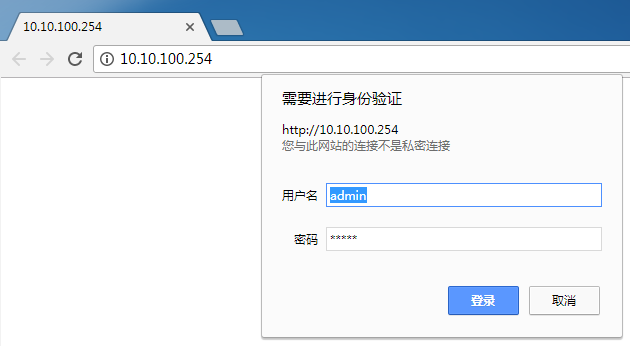 10.10.100.254
10.10.100.254
需要进行身份验证
http://10.10.100.254
您与此网站的连接不是私密连接
用户名 admin
密码 *****
登录 取消